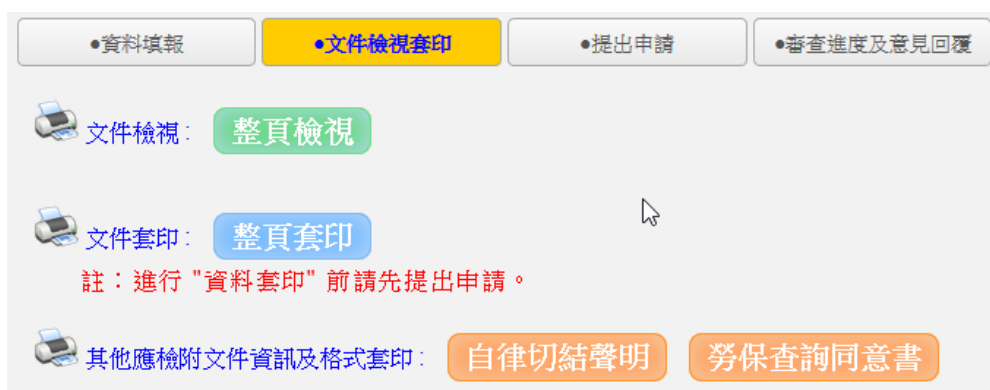 ●資料填報 ●文件檢視套印 ●提出申請 ●審查進度及意見回覆
文件檢視： 整頁檢視
文件套印： 整頁套印
註：進行 "資料套印" 前請先提出申請。
其他應檢附文件資訊及格式套印： 自律切結聲明 勞保查詢同意書